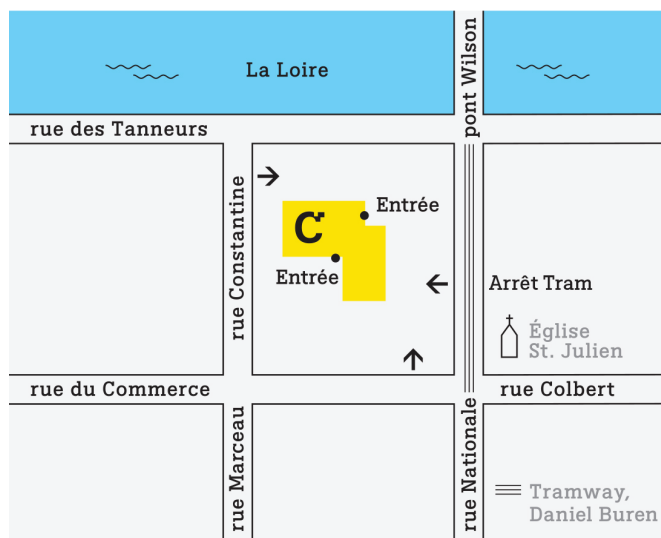 La Loire
pont Wilson
rue des Tanneurs
rue Constantine
C
Entrée
Entrée
Arrêt Tram
Église
St. Julien
rue du Commerce
rue Colbert
rue Marceau
rue Nationale
Tramway,
Daniel Buren